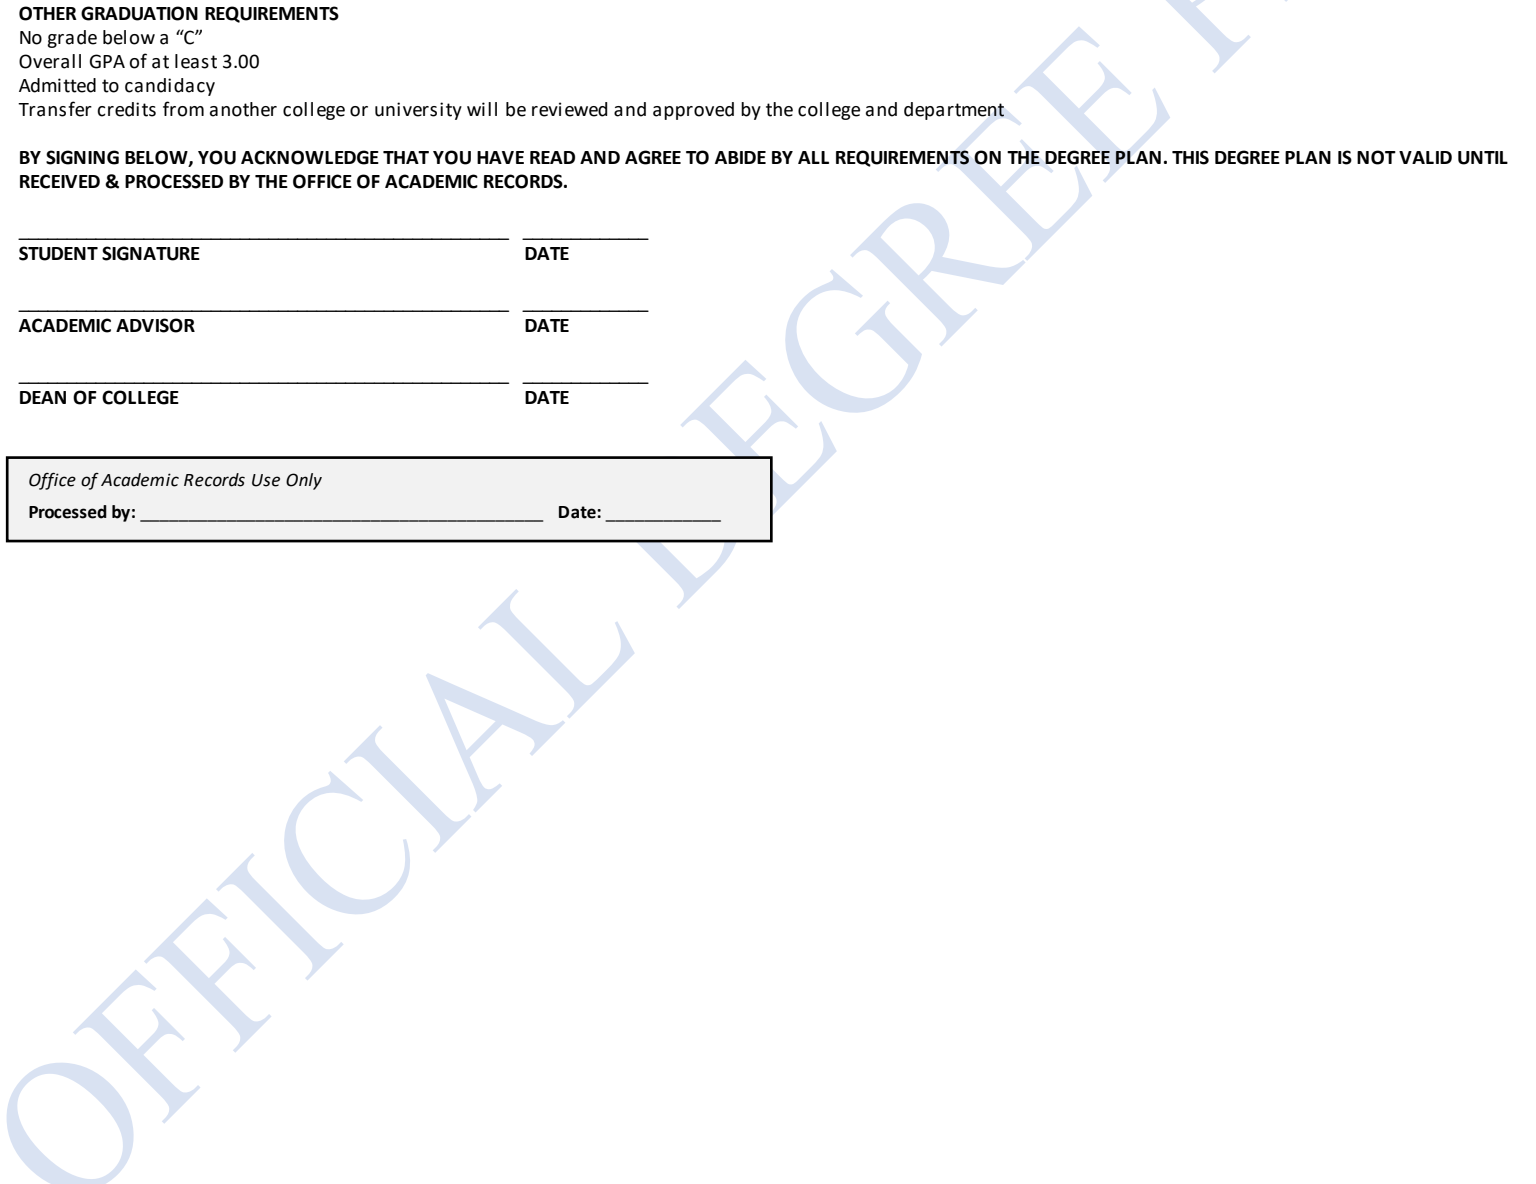 OTHER GRADUATION REQUIREMENTS
No grade below a “C”
Overall GPA of at least 3.00
Admitted to candidacy
Transfer credits from another college or university will be reviewed and approved by the college and department
BY SIGNING BELOW, YOU ACKNOWLEDGE THAT YOU HAVE READ AND AGREE TO ABIDE BY ALL REQUIREMENTS ON THE DEGREE PLAN. THIS DEGREE PLAN IS NOT VALID UNTIL
RECEIVED & PROCESSED BY THE OFFICE OF ACADEMIC RECORDS.
STUDENT SIGNATURE DATE
ACADEMIC ADVISOR DATE
DEAN OF COLLEGE DATE
Office of Academic Records Use Only
Processed by: __________________________________________ Date: ____________
OFFICIAL DEGREE